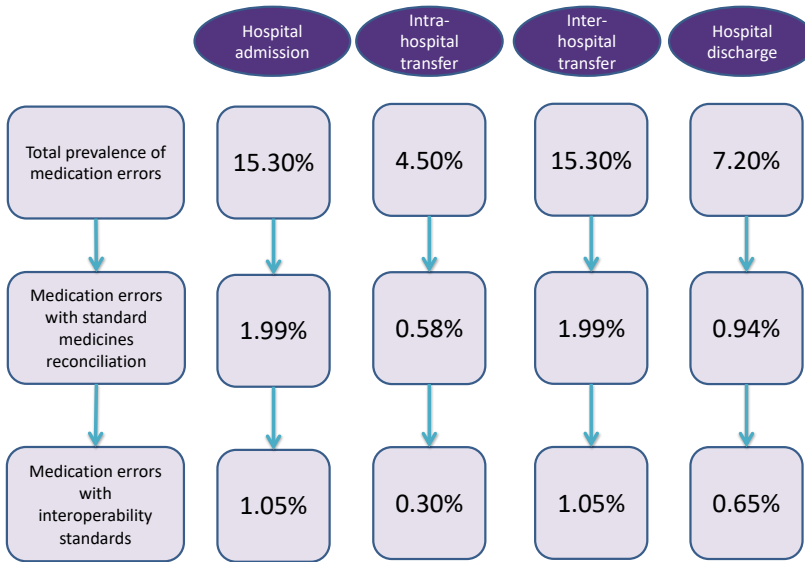 Hospital
admission
Intra-
hospital
transfer
Inter-
hospital
transfer
Hospital
discharge
Total prevalence of
medication errors
15.30%
4.50%
15.30%
7.20%
Medication errors
with standard
medicines
reconciliation
1.99%
0.58%
1.99%
0.94%
Medication errors
with
interoperability
standards
1.05%
0.30%
1.05%
0.65%